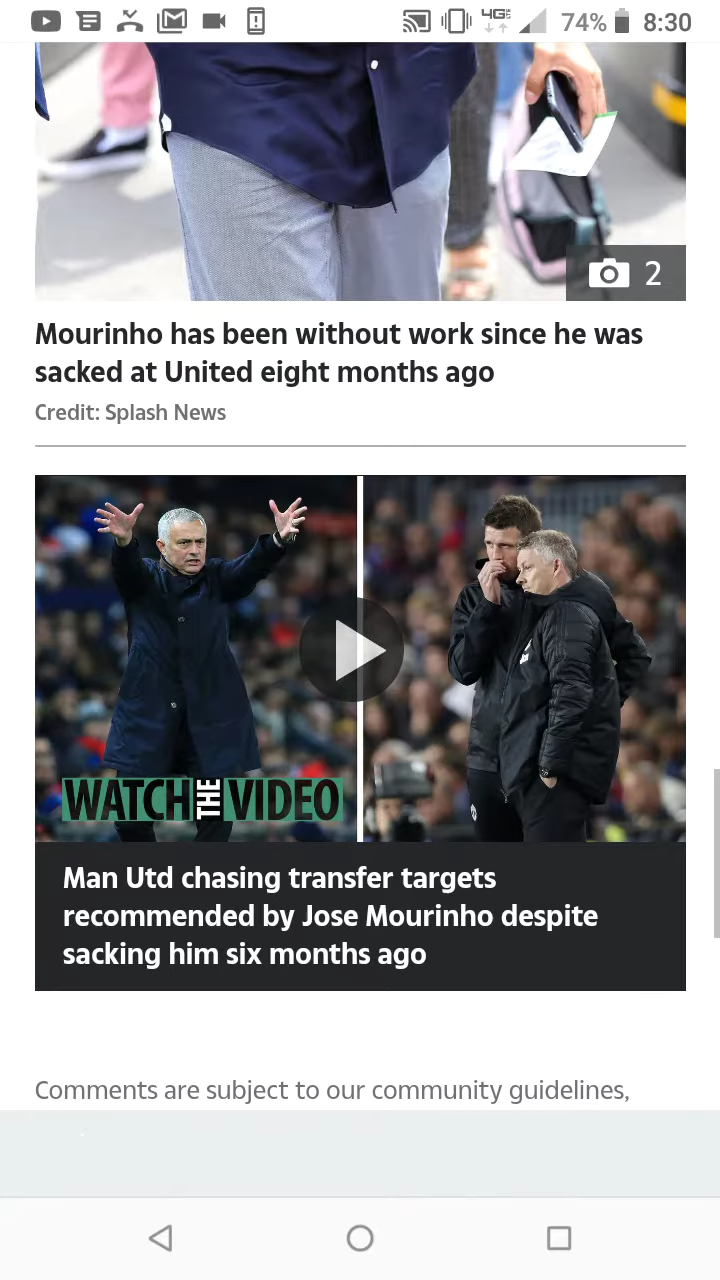 4GE 74% 8:30
2
Mourinho has been without work since he was
sacked at United eight months ago
Credit: Splash News
WATCH THE VIDEO
Man Utd chasing transfer targets
recommended by Jose Mourinho despite
sacking him six months ago
Comments are subject to our community guidelines,